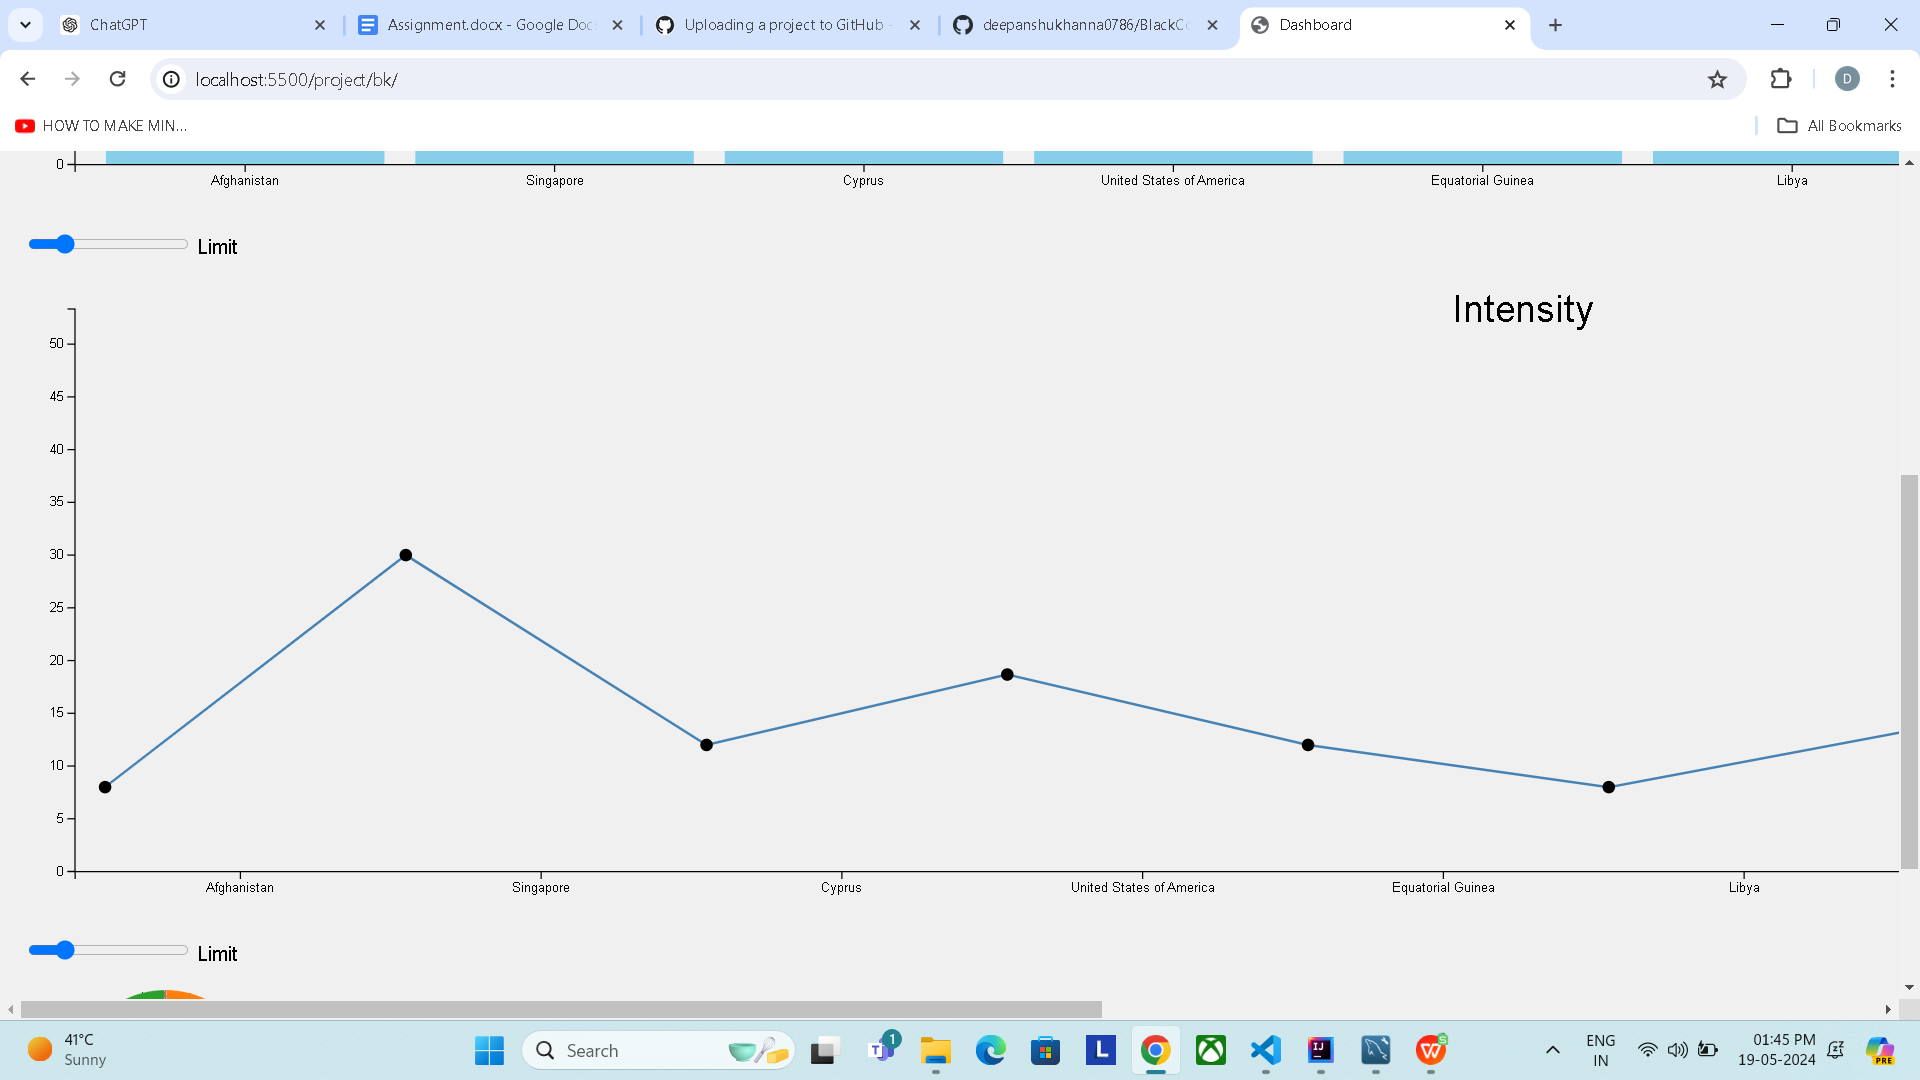 ChatGPT
Assignment.docx - Google Doc
Uploading a project to GitHub -
deepanshukhanna0786/BlackCo
Dashboard
localhost:5500/project/bk/
D
HOW TO MAKE MIN...
All Bookmarks
0
Afghanistan Singapore Cyprus United States of America Equatorial Guinea Libya
Limit
Intensity
50
45
40
35
30
25
20
15
10
5
0
Afghanistan Singapore Cyprus United States of America Equatorial Guinea Libya
Limit
41°C
Sunny
Search
1
L
ENG
IN
01:45 PM
19-05-2024
PRE